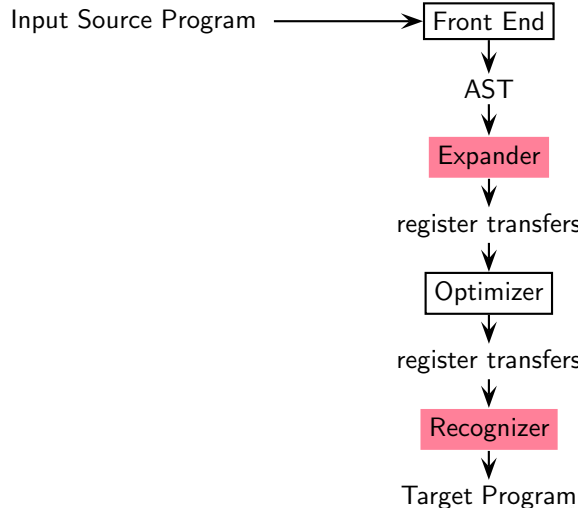 Input Source Program
Front End
AST
Expander
register transfers
Optimizer
register transfers
Recognizer
Target Program